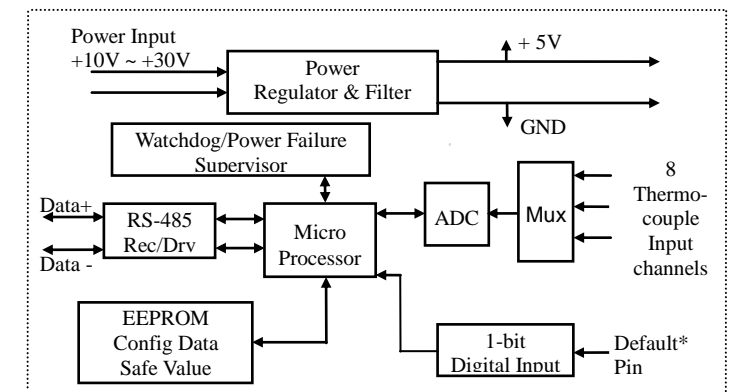 Power Input
+10V ~ +30V
Power
Regulator & Filter
+ 5V
GND
Watchdog/Power Failure
Supervisor
Data+
Data -
RS-485
Rec/Drv
Micro
Processor
ADC
Mux
8
Thermo-
couple
Input
channels
EEPROM
Config Data
Safe Value
1-bit
Digital Input
Default*
Pin